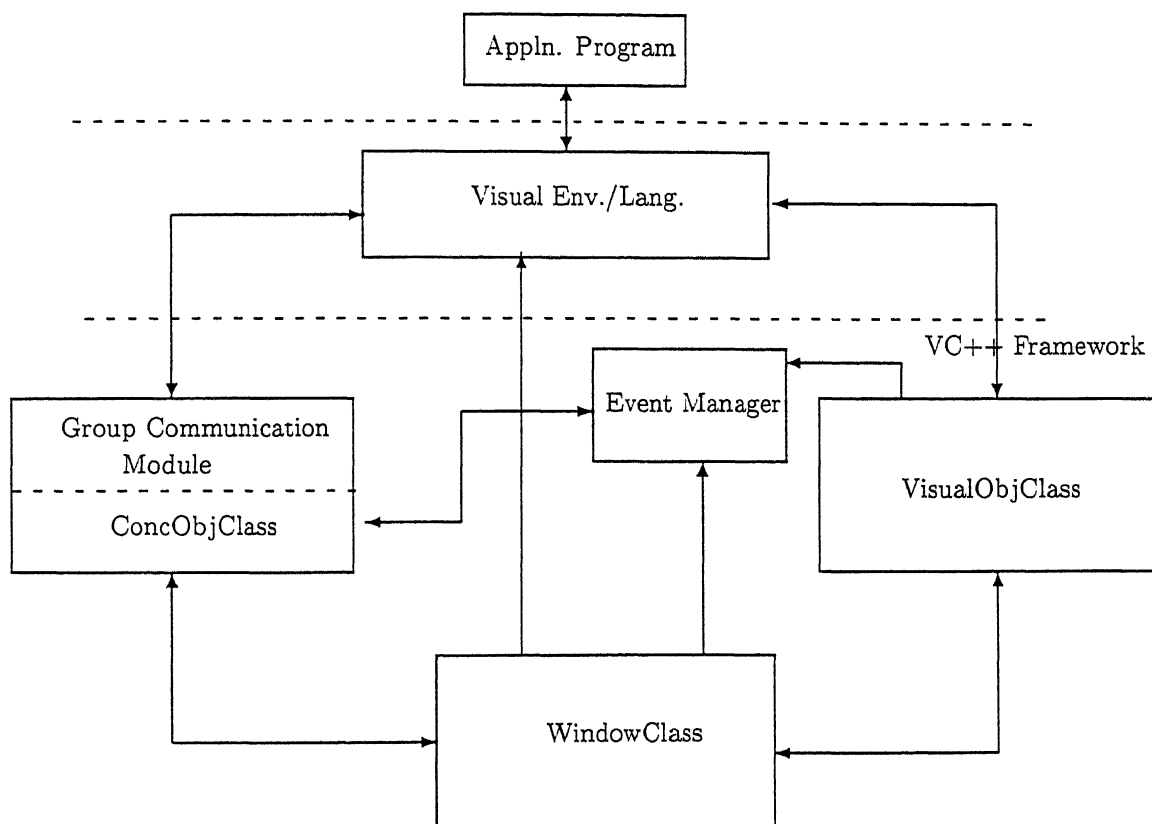 Appln. Program
Visual Env./Lang.
VC++ Framework
Event Manager
Group Communication
Module
ConcObjClass
VisualObjClass
WindowClass